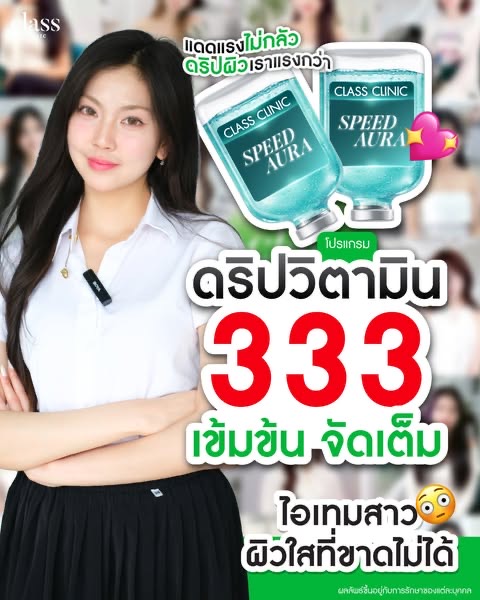 Class
แดดแรงไม่กลัว
ดริปผิวเราแรงกว่า
CLASS CLINIC
SPEED
AURA
CLASS CLINIC
SPEED
AURA
โปรแกรม
ดริปวิตามิน
333
เข้มข้น จัดเต็ม
ไอเทมสาว
ผิวใสที่ขาดไม่ได้
ผลลัพธ์ขึ้นอยู่กับการรักษาของแต่ละบุคคล